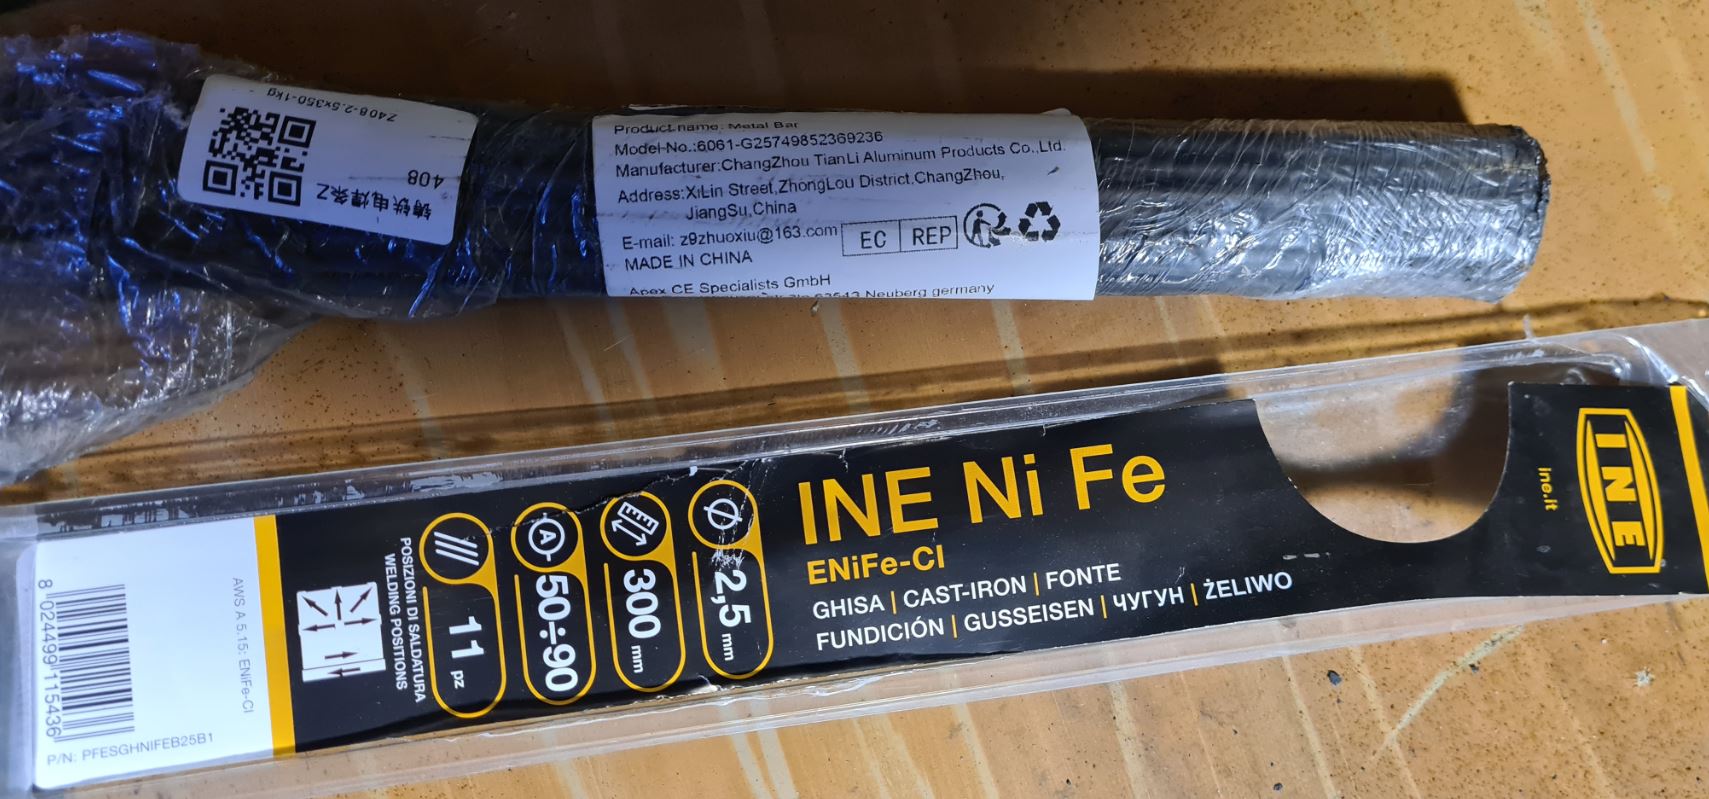 Z408-2.5x350-1kg
408
铸铁电焊条Z
Product name: Metal Bar
Model-No.:6061-G25749852369236
Manufacturer:ChangZhou TianLi Aluminum Products Co.,Ltd.
Address:XiLin Street,ZhongLou District,ChangZhou,
JiangSu,China
E-mail: z9zhuoxiu@163.com
EC REP
MADE IN CHINA
Apex CE Specialists GmbH
Neuberg germany
INE Ni Fe
ENiFe-CI
GHISA | CAST-IRON | FONTE
FUNDICIÓN | GUSSEISEN | ЧУГУН | ŻELIWO
2,5 mm
300 mm
A 50÷90
11 pz
POSIZIONI DI SALDATURA
WELDING POSITIONS
AWS A 5.15: ENiFe-CI
8 024499 115436
P/N: PFESGHNIFEB25B1
ine.it
INE